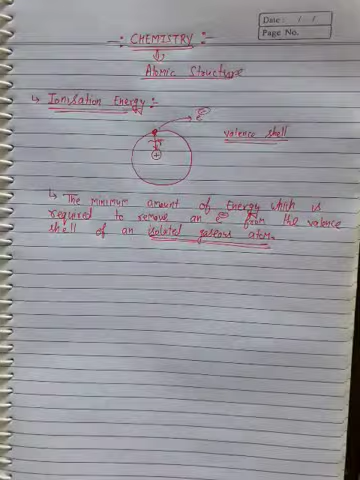 Date : / /
Page No.
-: CHEMISTRY :-
Atomic Structure
Ionisation Energy :-
e⊖
valence shell
+
The minimum amount of Energy which is
required to remove an e⊖ from the valence
shell of an isolated gaseous atom.